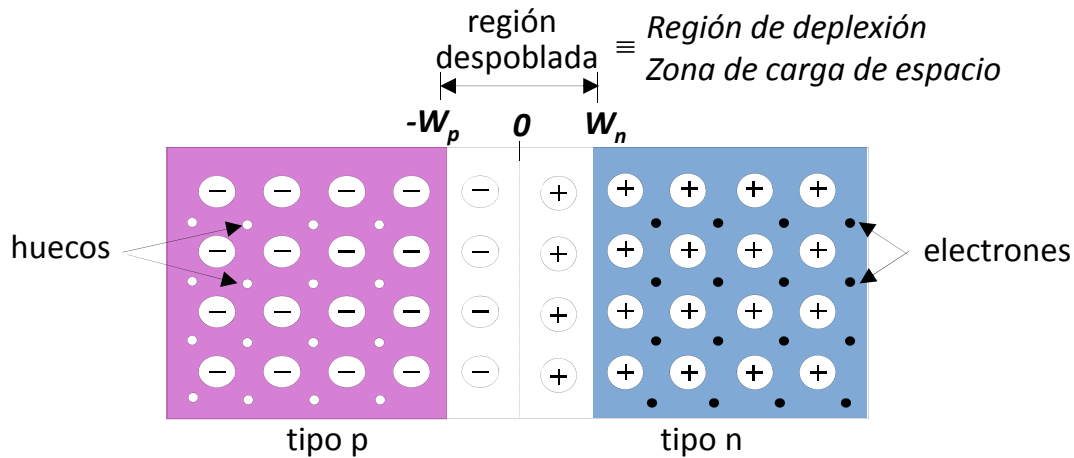 región
despoblada
≡ Región de deplexión
Zona de carga de espacio
-Wp 0 Wn
huecos
electrones
tipo p
tipo n